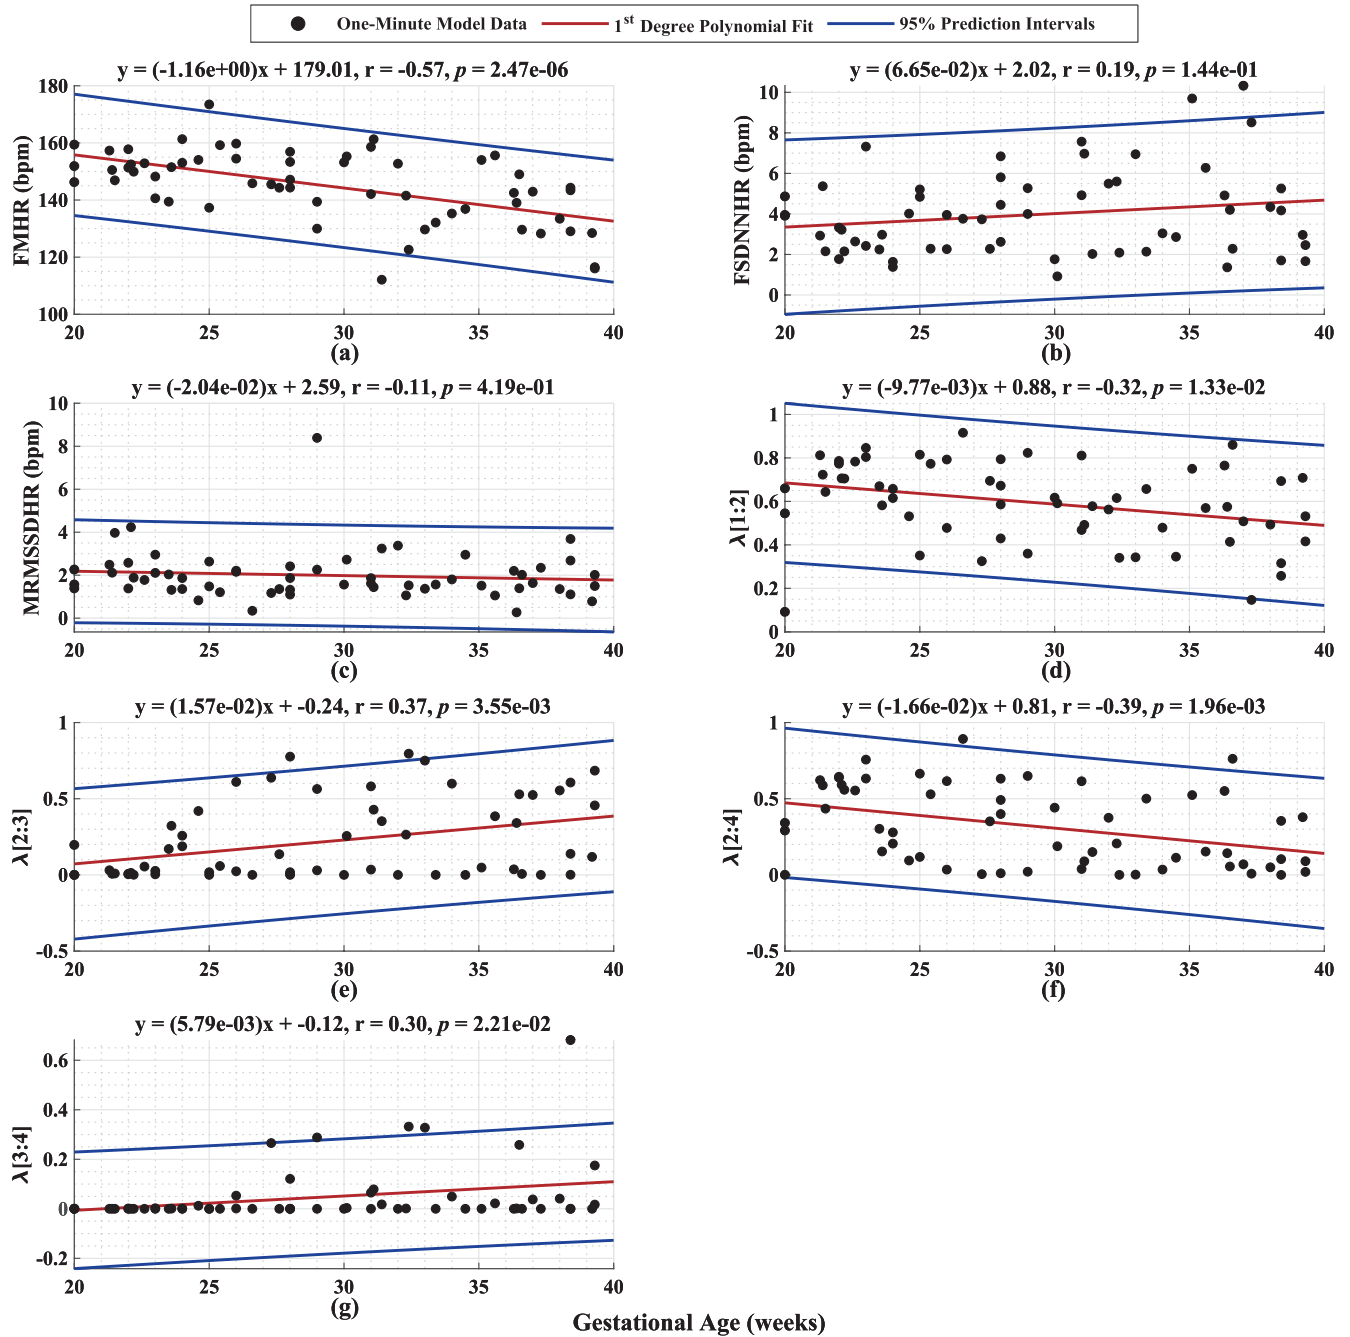 One-Minute Model Data 1st Degree Polynomial Fit 95% Prediction Intervals
y = (-1.16e+00)x + 179.01, r = -0.57, p = 2.47e-06
180
160
140
120
100
FMHR (bpm)
20 25 30 35 40
(a)
y = (6.65e-02)x + 2.02, r = 0.19, p = 1.44e-01
10
8
6
4
2
0
FSDNNHR (bpm)
20 25 30 35 40
(b)
y = (-2.04e-02)x + 2.59, r = -0.11, p = 4.19e-01
10
8
6
4
2
0
MRMSSDHR (bpm)
20 25 30 35 40
(c)
y = (-9.77e-03)x + 0.88, r = -0.32, p = 1.33e-02
1
0.8
0.6
0.4
0.2
0
λ[1:2]
20 25 30 35 40
(d)
y = (1.57e-02)x + -0.24, r = 0.37, p = 3.55e-03
1
0.5
0
-0.5
λ[2:3]
20 25 30 35 40
(e)
y = (-1.66e-02)x + 0.81, r = -0.39, p = 1.96e-03
1
0.5
0
-0.5
λ[2:4]
20 25 30 35 40
(f)
y = (5.79e-03)x + -0.12, r = 0.30, p = 2.21e-02
0.6
0.4
0.2
0
-0.2
λ[3:4]
20 25 30 35 40
(g)
Gestational Age (weeks)